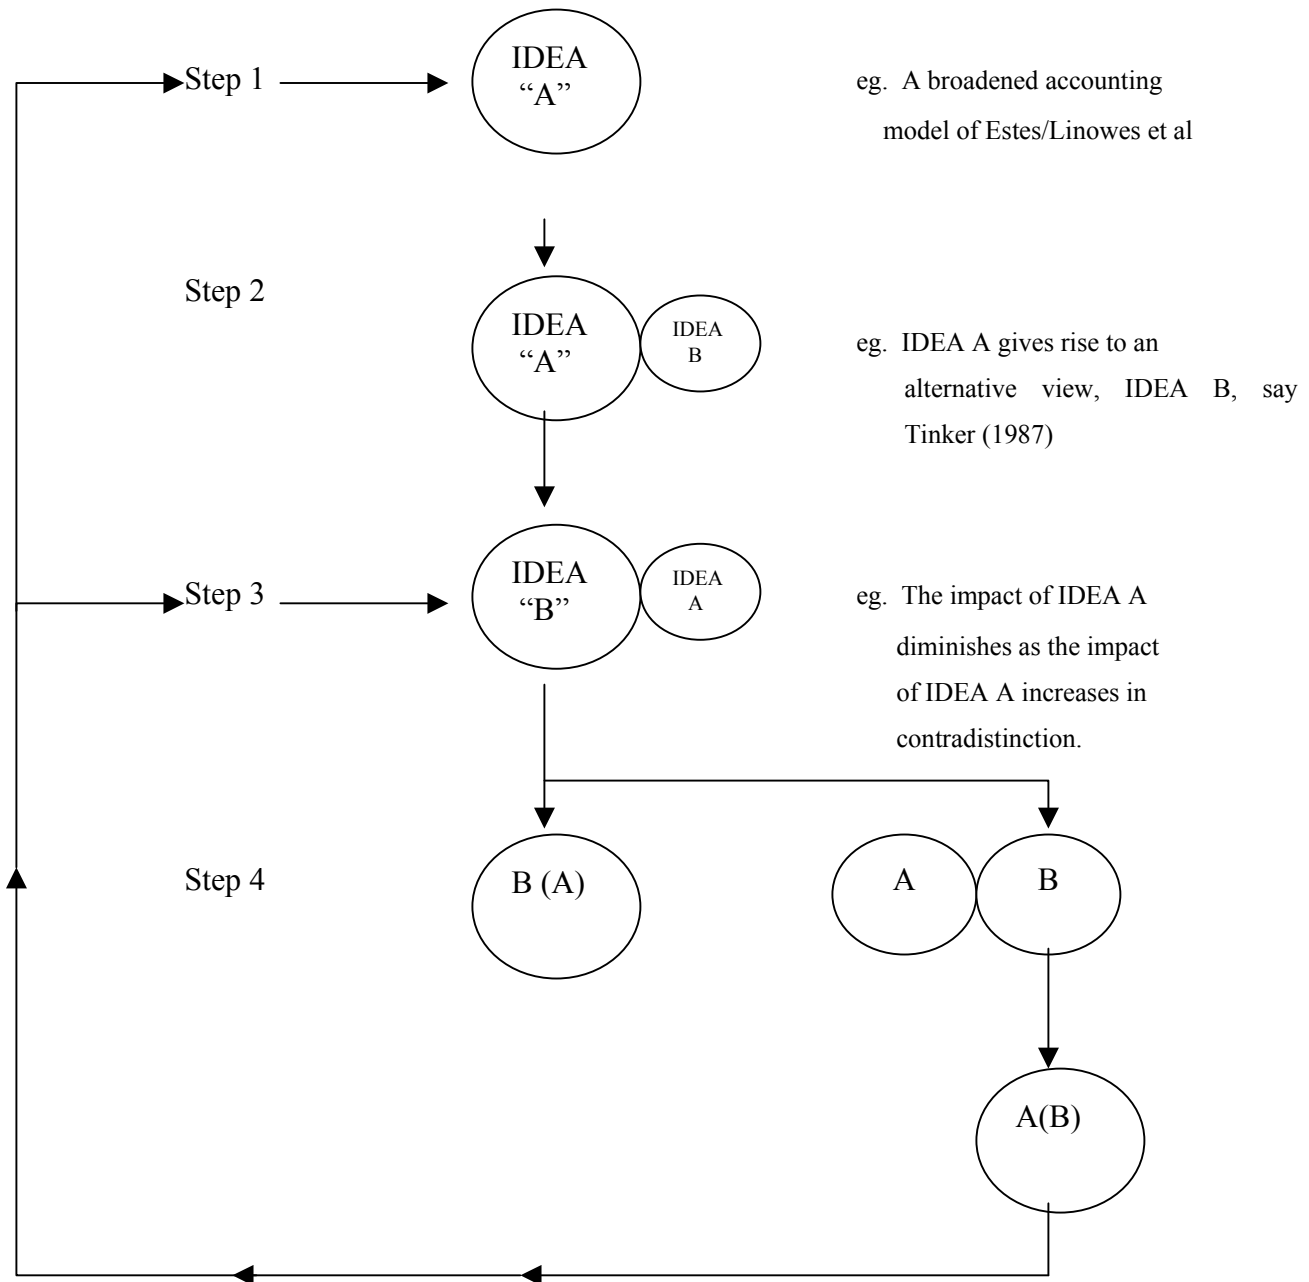 Step 1
IDEA
“A”
eg. A broadened accounting
model of Estes/Linowes et al
Step 2
IDEA
“A”
IDEA
B
eg. IDEA A gives rise to an
alternative view, IDEA B, say
Tinker (1987)
Step 3
IDEA
“B”
IDEA
A
eg. The impact of IDEA A
diminishes as the impact
of IDEA A increases in
contradistinction.
Step 4
B (A)
A
B
A(B)